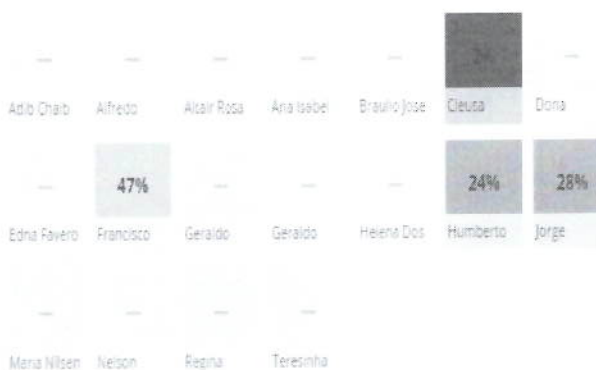 — — — — — —
Adib Chaib Alfredo Alsair Rosa Ana Isabel Braulio Jose Cleusa Dona
— 47% — — — 24% 28%
Edna Favero Francisco Geraldo Geraldo Helena Dos Humberto Jorge
— — — —
Maria Nilsen Nelson Regina Teresinha